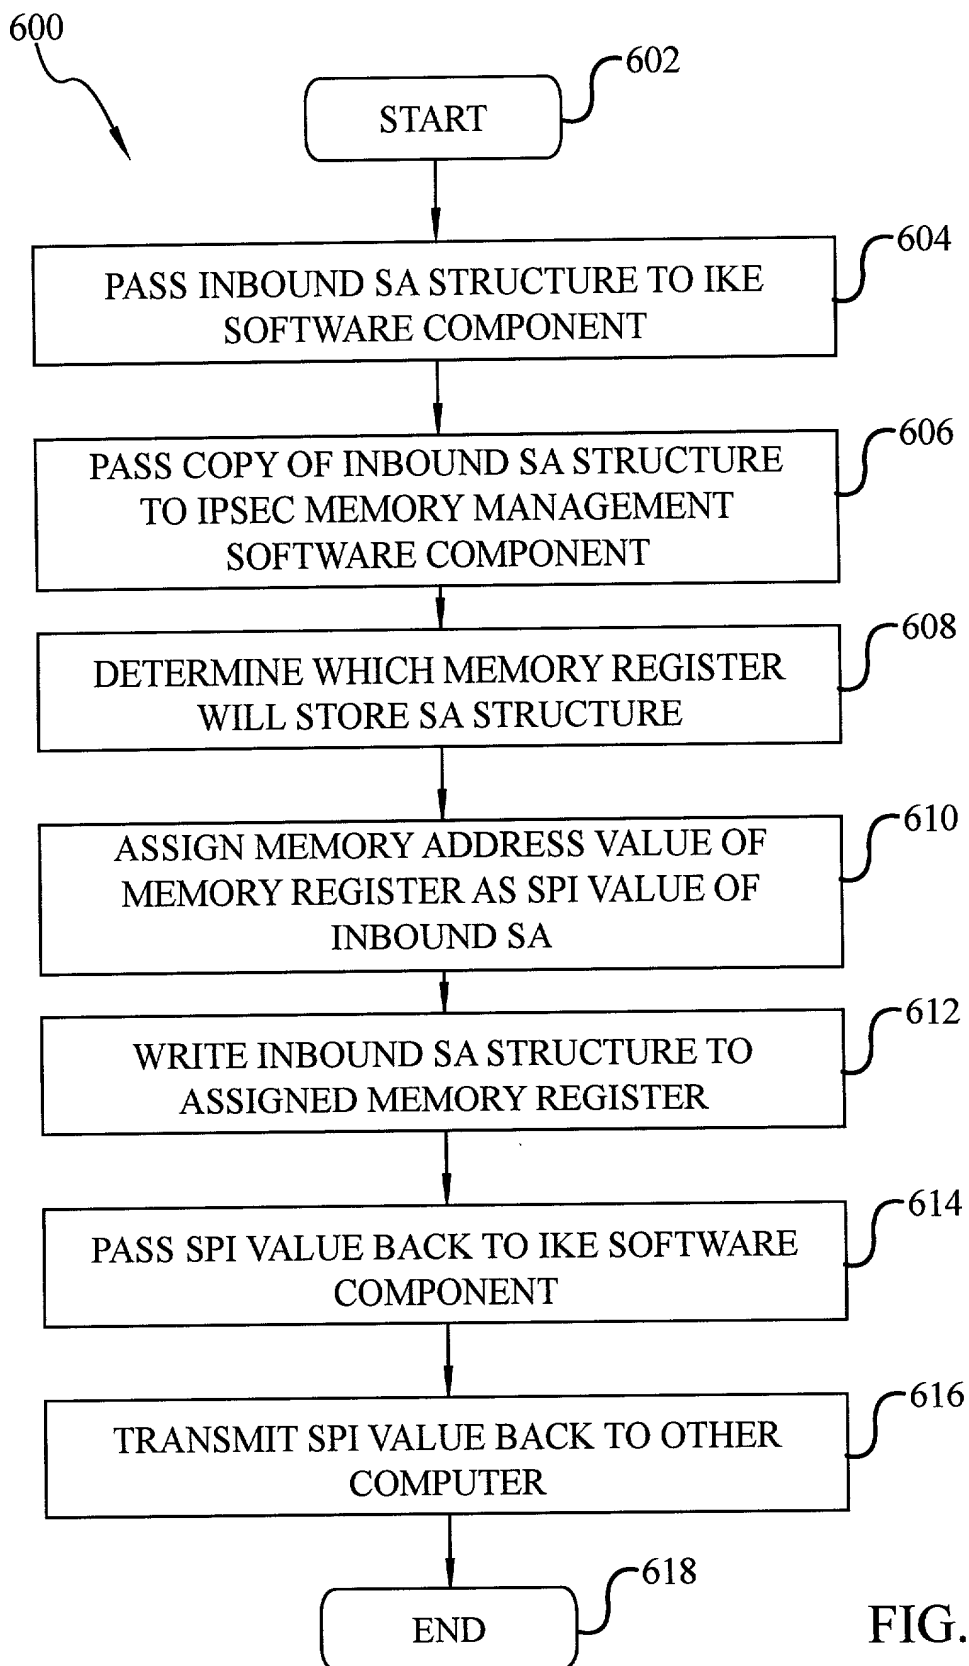 600
602
START
604
PASS INBOUND SA STRUCTURE TO IKE
SOFTWARE COMPONENT
606
PASS COPY OF INBOUND SA STRUCTURE
TO IPSEC MEMORY MANAGEMENT
SOFTWARE COMPONENT
608
DETERMINE WHICH MEMORY REGISTER
WILL STORE SA STRUCTURE
610
ASSIGN MEMORY ADDRESS VALUE OF
MEMORY REGISTER AS SPI VALUE OF
INBOUND SA
612
WRITE INBOUND SA STRUCTURE TO
ASSIGNED MEMORY REGISTER
614
PASS SPI VALUE BACK TO IKE SOFTWARE
COMPONENT
616
TRANSMIT SPI VALUE BACK TO OTHER
COMPUTER
618
END
FIG.